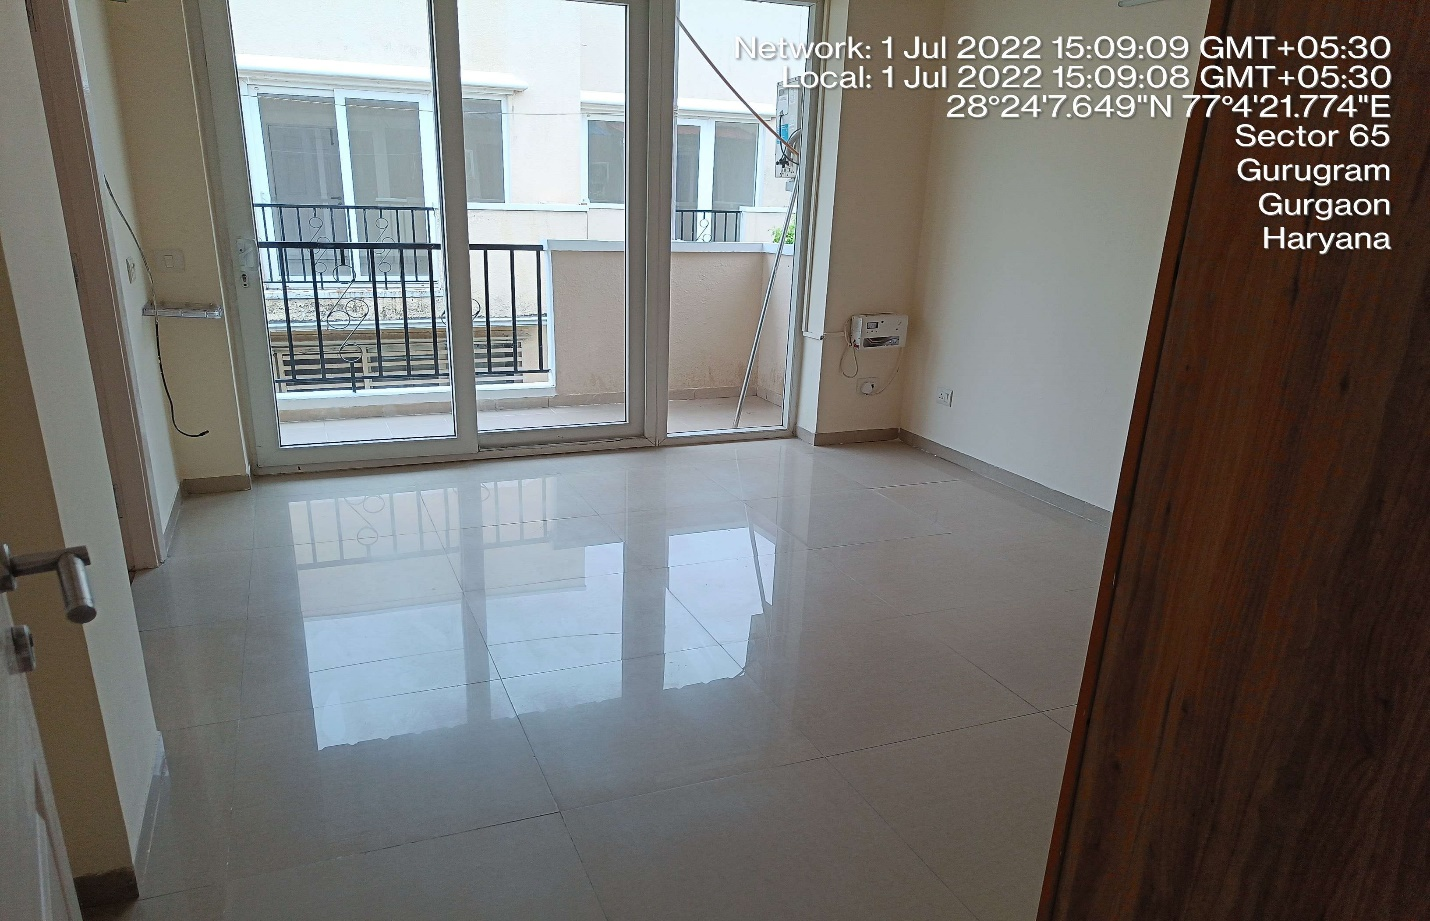 Network: 1 Jul 2022 15:09:09 GMT+05:30
Local: 1 Jul 2022 15:09:08 GMT+05:30
28°24'7.649"N 77°4'21.774"E
Sector 65
Gurugram
Gurgaon
Haryana